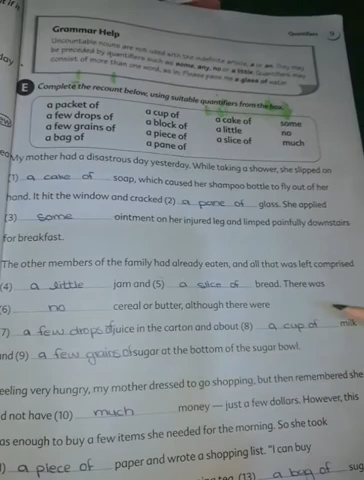 Grammar Help
Quantifiers 9
Uncountable nouns are not used with the indefinite article, a or an. They may
be preceded by quantifiers such as some, any, no or a little. Quantifiers may
consist of more than one word, as in: Please pass me a glass of water.
E Complete the recount below, using suitable quantifiers from the box.
a packet of a cup of a cake of some
a few drops of a block of a little no
a few grains of a piece of a slice of much
a bag of a pane of
My mother had a disastrous day yesterday. While taking a shower, she slipped on
(1) a cake of soap, which caused her shampoo bottle to fly out of her
hand. It hit the window and cracked (2) a pane of glass. She applied
(3) some ointment on her injured leg and limped painfully downstairs
for breakfast.
The other members of the family had already eaten, and all that was left comprised
(4) a little jam and (5) a slice of bread. There was
(6) no cereal or butter, although there were
7) a few drops of juice in the carton and about (8) a cup of milk
and (9) a few grains of sugar at the bottom of the sugar bowl.
eeling very hungry, my mother dressed to go shopping, but then remembered she
d not have (10) much money — just a few dollars. However, this
as enough to buy a few items she needed for the morning. So she took
) a piece of paper and wrote a shopping list. "I can buy
(13) a bag of sug